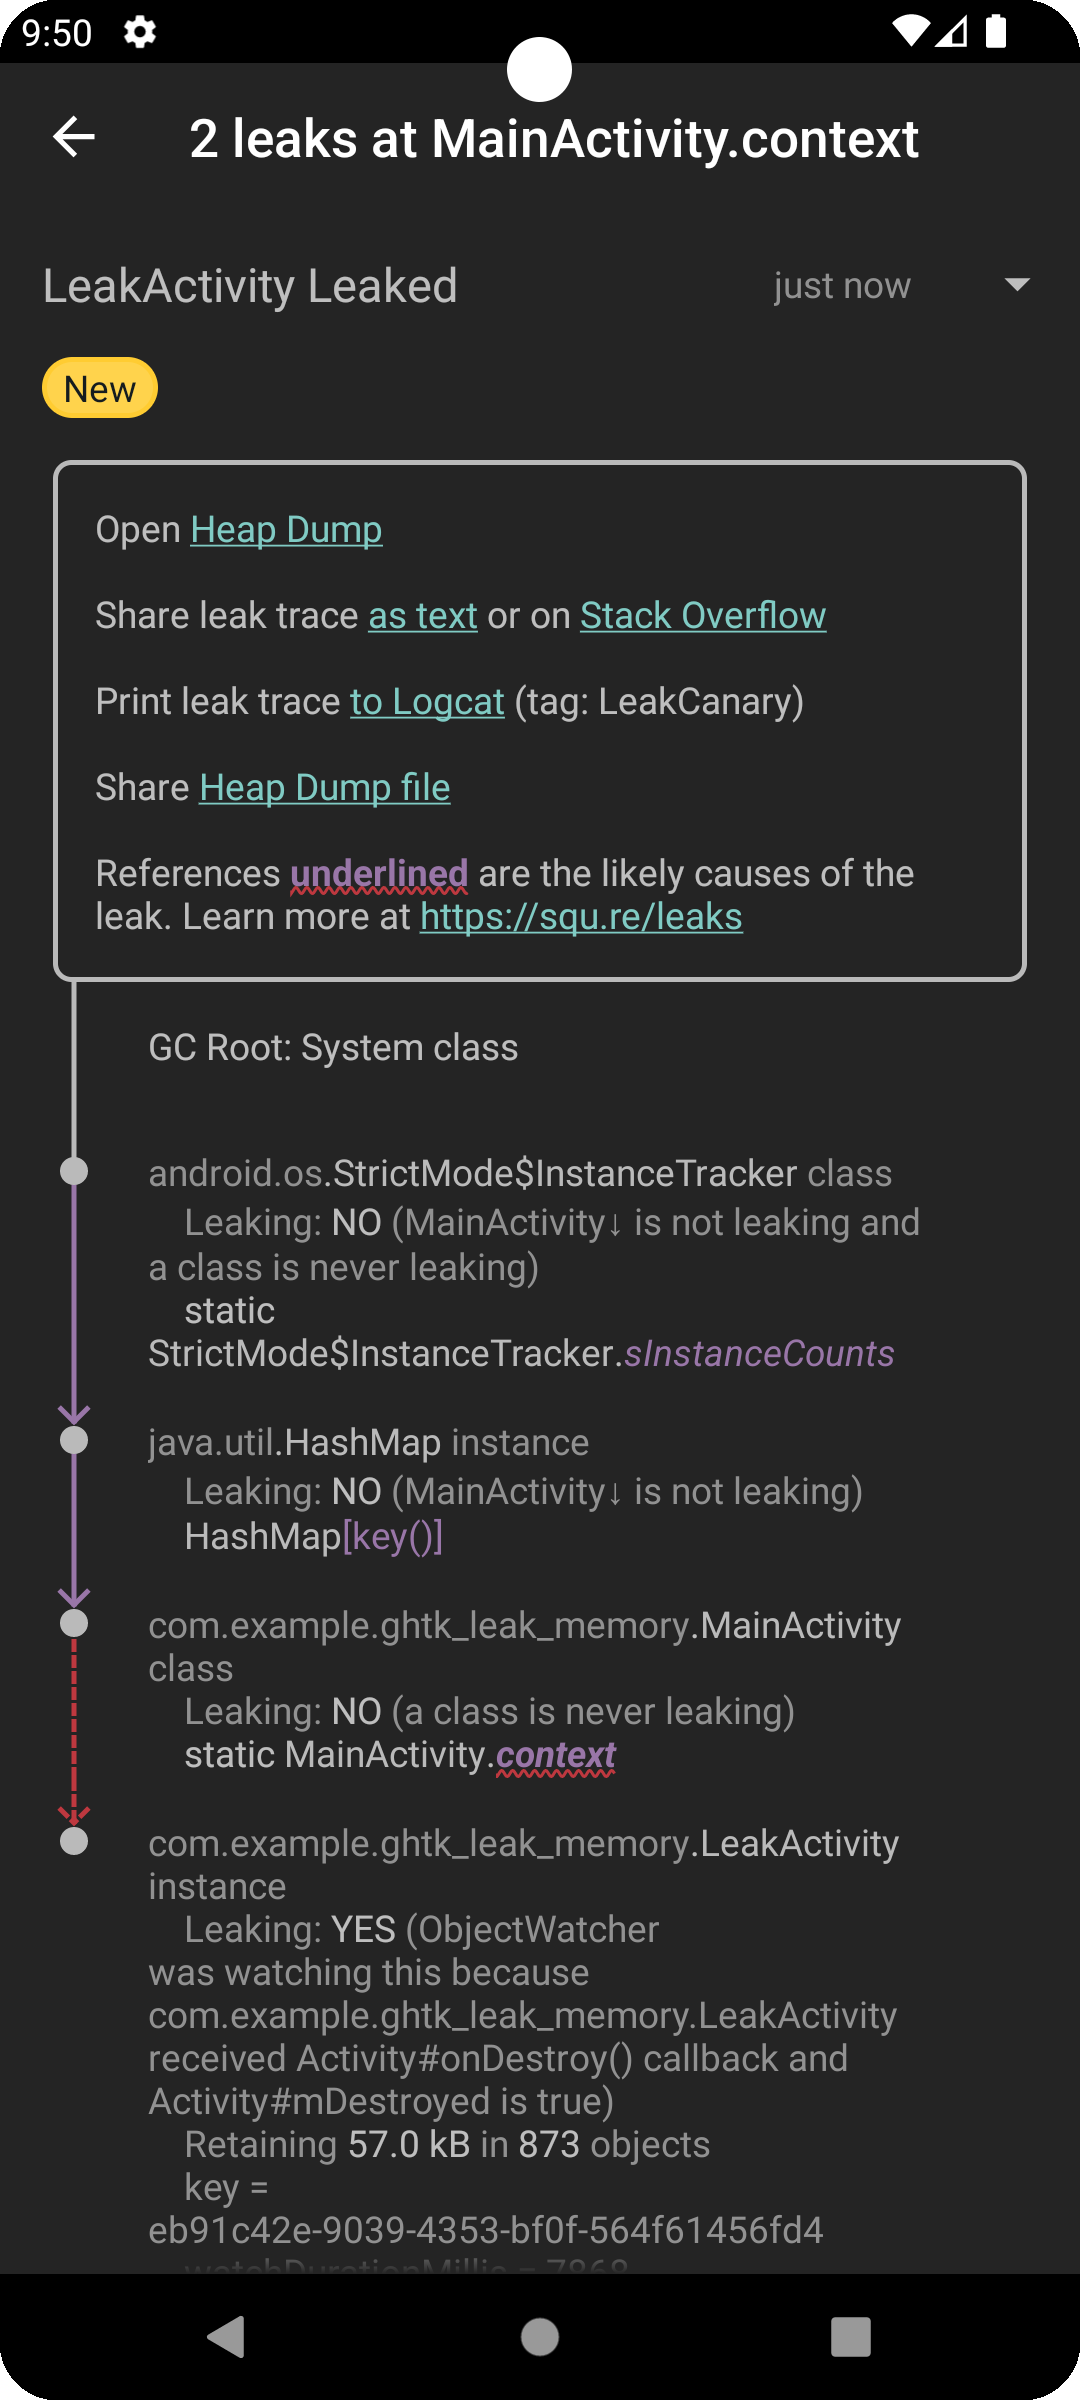 9:50
2 leaks at MainActivity.context
LeakActivity Leaked
just now
New
Open Heap Dump
Share leak trace as text or on Stack Overflow
Print leak trace to Logcat (tag: LeakCanary)
Share Heap Dump file
References underlined are the likely causes of the
leak. Learn more at https://squ.re/leaks
GC Root: System class
android.os.StrictMode$InstanceTracker class
Leaking: NO (MainActivity↓ is not leaking and
a class is never leaking)
static
StrictMode$InstanceTracker.sInstanceCounts
java.util.HashMap instance
Leaking: NO (MainActivity↓ is not leaking)
HashMap[key()]
com.example.ghtk_leak_memory.MainActivity
class
Leaking: NO (a class is never leaking)
static MainActivity.context
com.example.ghtk_leak_memory.LeakActivity
instance
Leaking: YES (ObjectWatcher
was watching this because
com.example.ghtk_leak_memory.LeakActivity
received Activity#onDestroy() callback and
Activity#mDestroyed is true)
Retaining 57.0 kB in 873 objects
key =
eb91c42e-9039-4353-bf0f-564f61456fd4
watchDurationMillis = 7868